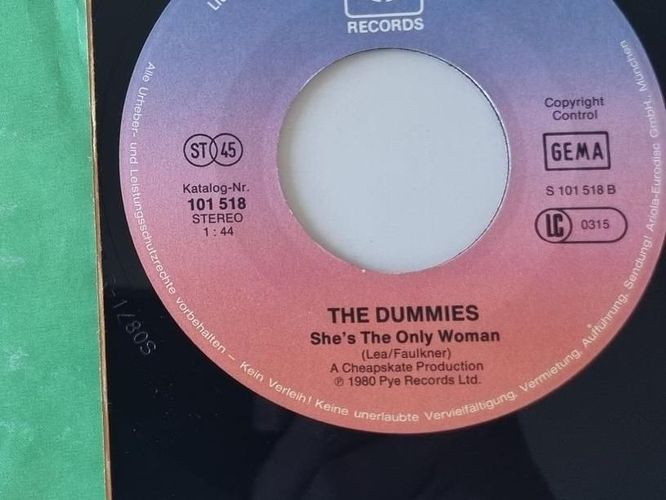 RECORDS
ST 45
Katalog-Nr.
101 518
STEREO
1:44
Copyright
Control
GEMA
S 101 518 B
LC 0315
THE DUMMIES
She's The Only Woman
(Lea/Faulkner)
A Cheapskate Production
℗ 1980 Pye Records Ltd.
Alle Urheber- und Leistungsschutzrechte vorbehalten – Kein Verleih! Keine unerlaubte Vervielfältigung, Vermietung, Aufführung, Sendung! Ariola-Eurodisc GmbH., München